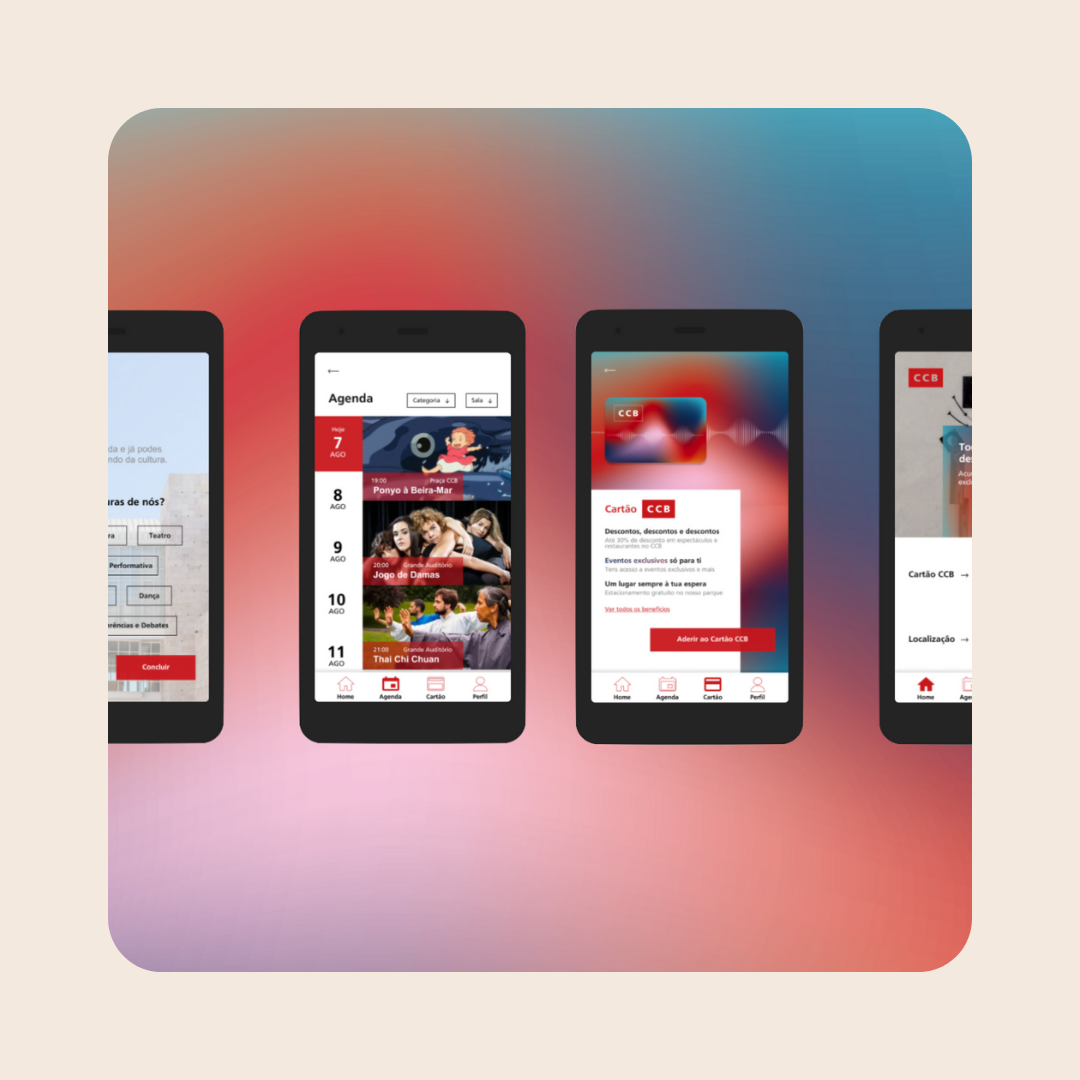 da e já podes
ndo da cultura.
uras de nós?
ra
Teatro
Performativa
Dança
rências e Debates
Concluir
←
Agenda
Categoria ↓
Sala ↓
Hoje
7
AGO
19:00
Praça CCB
Ponyo à Beira-Mar
8
AGO
9
AGO
20:00
Grande Auditório
Jogo de Damas
10
AGO
11
AGO
21:00
Grande Auditório
Thai Chi Chuan
Home
Agenda
Cartão
Perfil
←
CCB
Cartão CCB
Descontos, descontos e descontos
Até 30% de desconto em espectáculos e
restaurantes no CCB
Eventos exclusivos só para ti
Tens acesso a eventos exclusivos e mais
Um lugar sempre à tua espera
Estacionamento gratuito no nosso parque
Ver todos os benefícios
Aderir ao Cartão CCB
Home
Agenda
Cartão
Perfil
CCB
To
de
Acu
excl
Cartão CCB →
Localização →
Home
Age